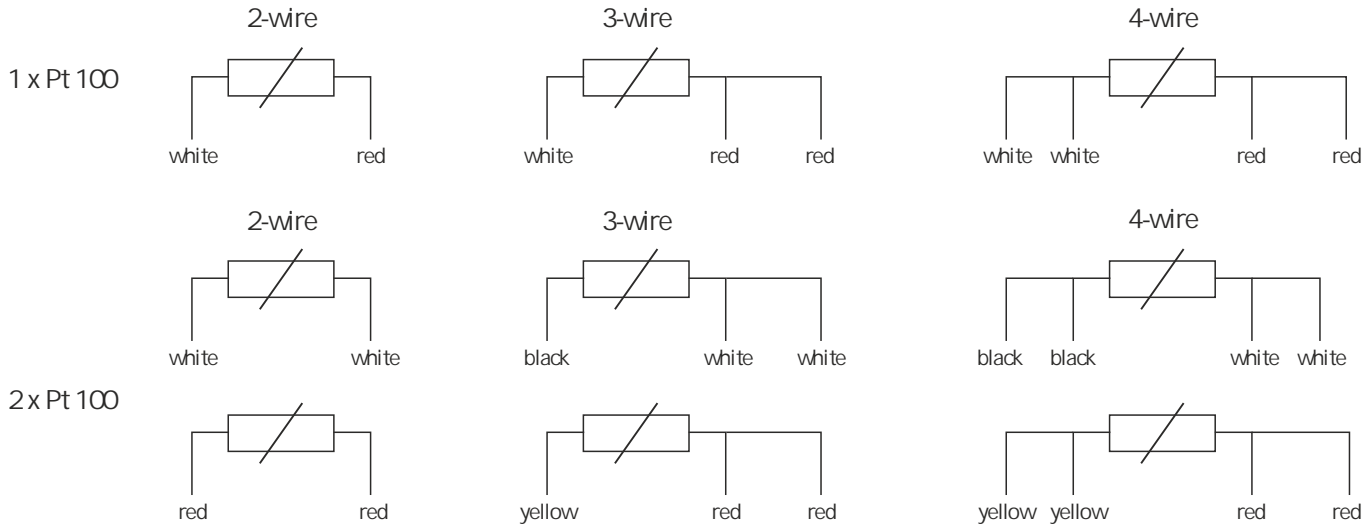 2-wire 3-wire 4-wire
1 x Pt 100
white red white red red white white red red
2-wire 3-wire 4-wire
white white black white white black black white white
2 x Pt 100
red red yellow red red yellow yellow red red